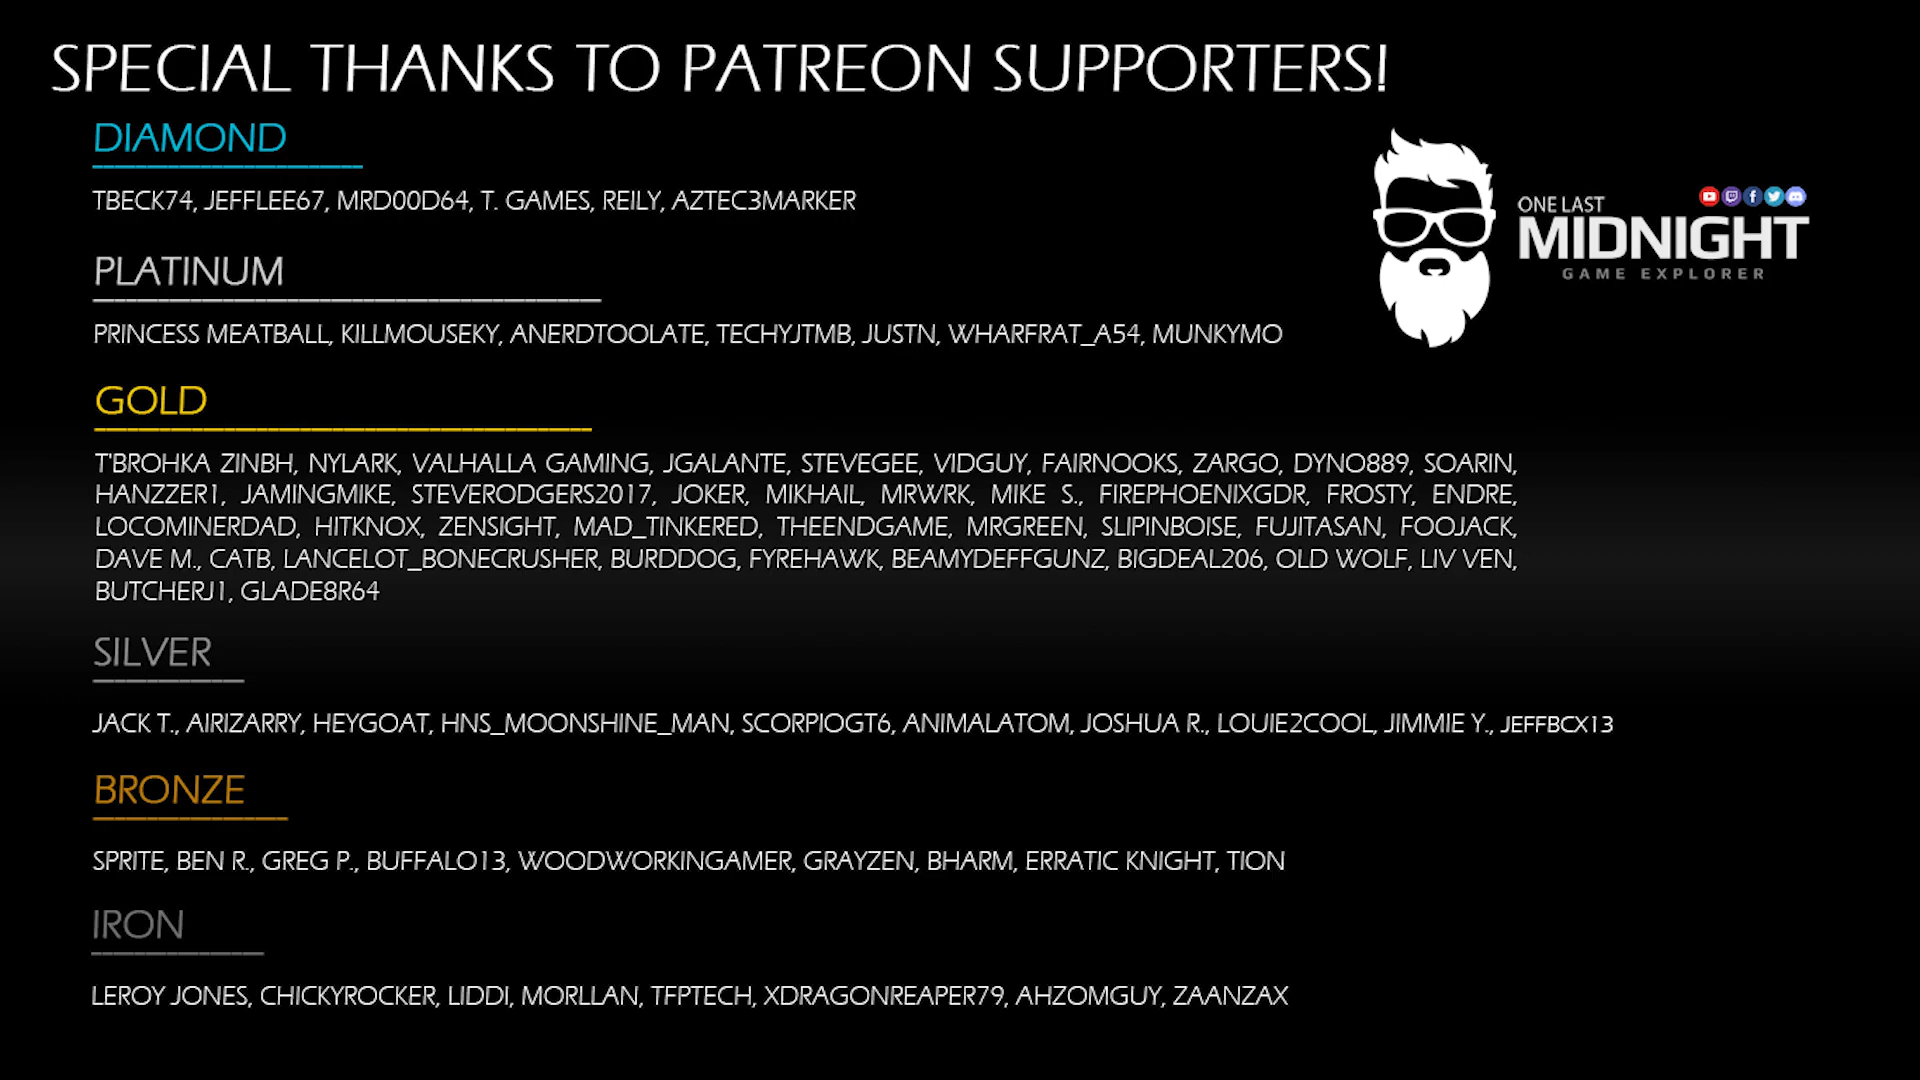 SPECIAL THANKS TO PATREON SUPPORTERS!
DIAMOND
TBECK74, JEFFLEE67, MRD00D64, T. GAMES, REILY, AZTEC3MARKER
ONE LAST
MIDNIGHT
GAME EXPLORER
PLATINUM
PRINCESS MEATBALL, KILLMOUSEKY, ANERDTOOLATE, TECHYJTMB, JUSTN, WHARFRAT_A54, MUNKYMO
GOLD
T'BROHKA ZINBH, NYLARK, VALHALLA GAMING, JGALANTE, STEVEGEE, VIDGUY, FAIRNOOKS, ZARGO, DYNO889, SOARIN,
HANZZER1, JAMINGMIKE, STEVERODGERS2017, JOKER, MIKHAIL, MRWRK, MIKE S., FIREPHOENIXGDR, FROSTY, ENDRE,
LOCOMINERDAD, HITKNOX, ZENSIGHT, MAD_TINKERED, THEENDGAME, MRGREEN, SLIPINBOISE, FUJITASAN, FOOJACK,
DAVE M., CATB, LANCELOT_BONECRUSHER, BURDDOG, FYREHAWK, BEAMYDEFFGUNZ, BIGDEAL206, OLD WOLF, LIV VEN,
BUTCHERJ1, GLADE8R64
SILVER
JACK T., AIRIZARRY, HEYGOAT, HNS_MOONSHINE_MAN, SCORPIOGT6, ANIMALATOM, JOSHUA R., LOUIE2COOL, JIMMIE Y., JEFFBCX13
BRONZE
SPRITE, BEN R., GREG P., BUFFALO13, WOODWORKINGAMER, GRAYZEN, BHARM, ERRATIC KNIGHT, TION
IRON
LEROY JONES, CHICKYROCKER, LIDDI, MORLLAN, TFPTECH, XDRAGONREAPER79, AHZOMGUY, ZAANZAX